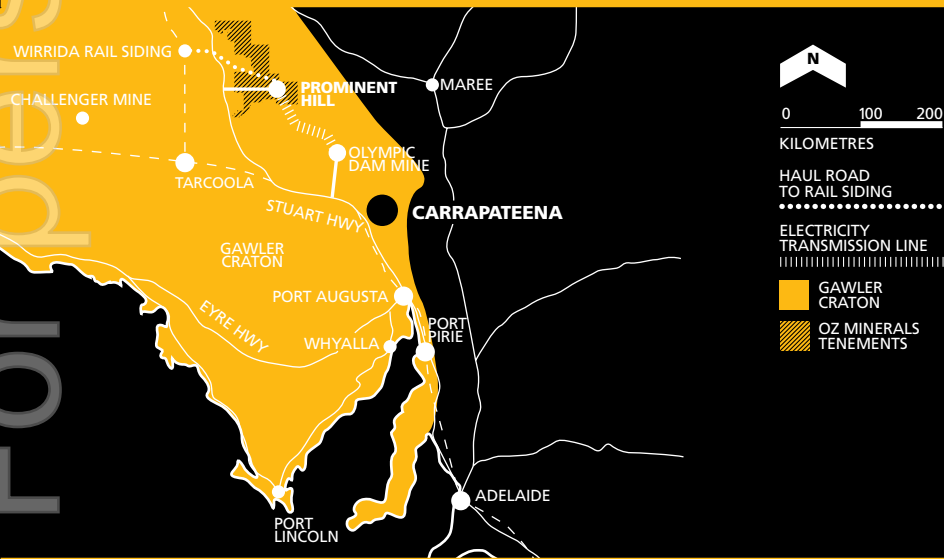 WIRRIDA RAIL SIDING
CHALLENGER MINE
PROMINENT
HILL
MAREE
OLYMPIC
DAM MINE
TARCOOLA
STUART HWY
CARRAPATEENA
GAWLER
CRATON
PORT AUGUSTA
EYRE HWY
WHYALLA
PORT
PIRIE
PORT
LINCOLN
ADELAIDE
N
0 100 200
KILOMETRES
HAUL ROAD
TO RAIL SIDING
ELECTRICITY
TRANSMISSION LINE
GAWLER
CRATON
OZ MINERALS
TENEMENTS
For pers